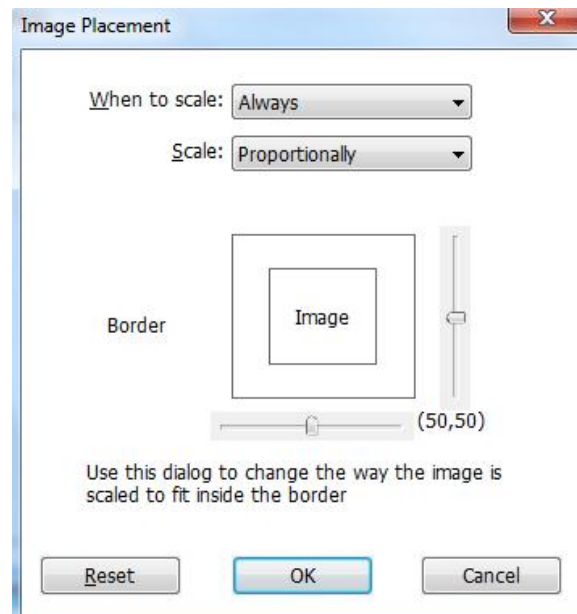 Image Placement
When to scale: Always
Scale: Proportionally
Border
Image
(50,50)
Use this dialog to change the way the image is
scaled to fit inside the border
Reset OK Cancel